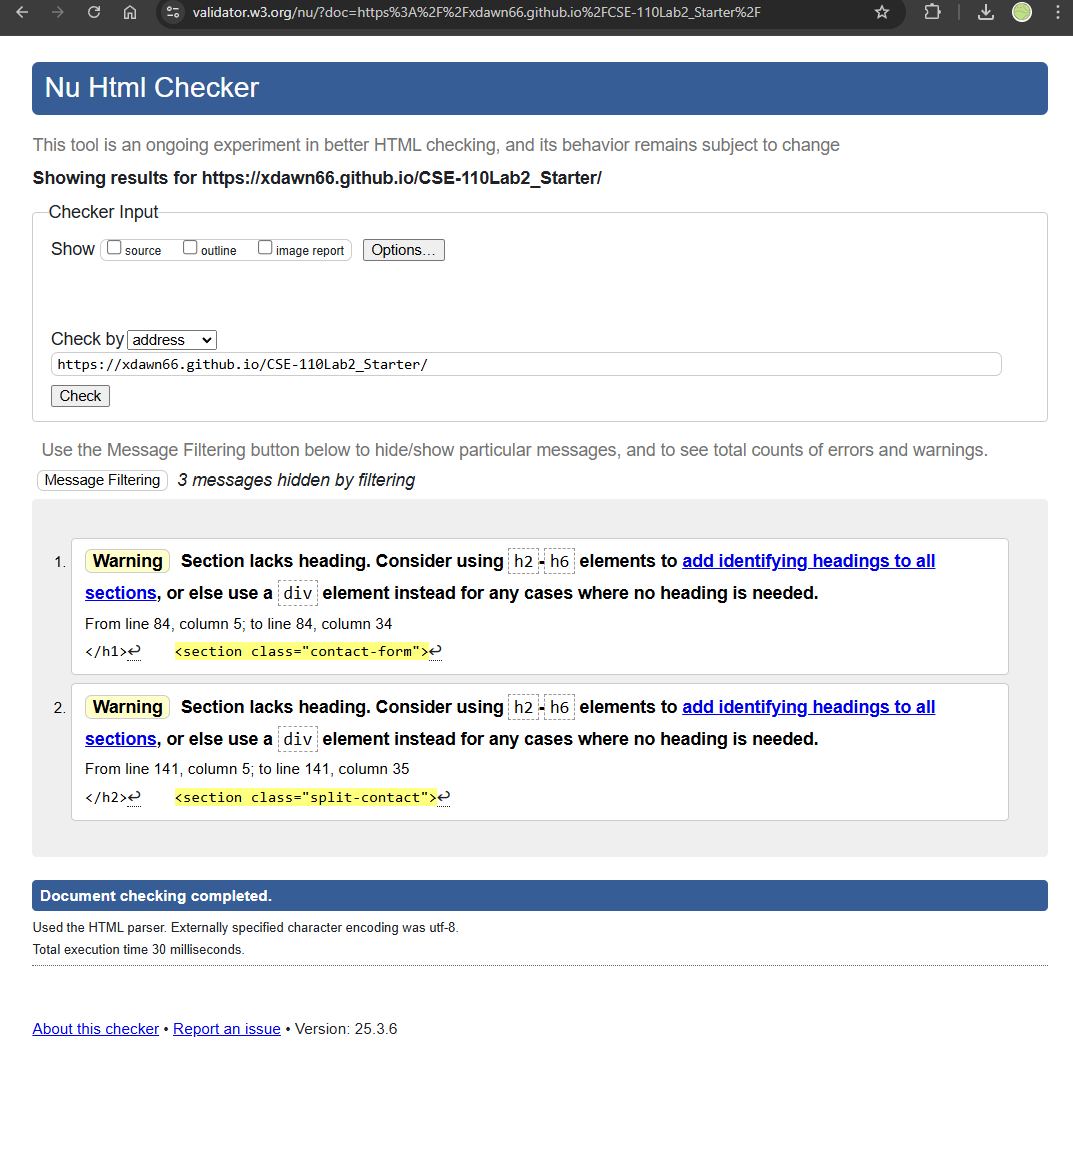 validator.w3.org/nu/?doc=https%3A%2F%2Fxdawn66.github.io%2FCSE-110Lab2_Starter%2F
Nu Html Checker
This tool is an ongoing experiment in better HTML checking, and its behavior remains subject to change
Showing results for https://xdawn66.github.io/CSE-110Lab2_Starter/
Checker Input
Show source outline image report Options...
Check by address
https://xdawn66.github.io/CSE-110Lab2_Starter/
Check
Use the Message Filtering button below to hide/show particular messages, and to see total counts of errors and warnings.
Message Filtering 3 messages hidden by filtering
1. Warning Section lacks heading. Consider using h2-h6 elements to add identifying headings to all
sections, or else use a div element instead for any cases where no heading is needed.
From line 84, column 5; to line 84, column 34
</h1>↩ <section class="contact-form">↩
2. Warning Section lacks heading. Consider using h2-h6 elements to add identifying headings to all
sections, or else use a div element instead for any cases where no heading is needed.
From line 141, column 5; to line 141, column 35
</h2>↩ <section class="split-contact">↩
Document checking completed.
Used the HTML parser. Externally specified character encoding was utf-8.
Total execution time 30 milliseconds.
About this checker • Report an issue • Version: 25.3.6